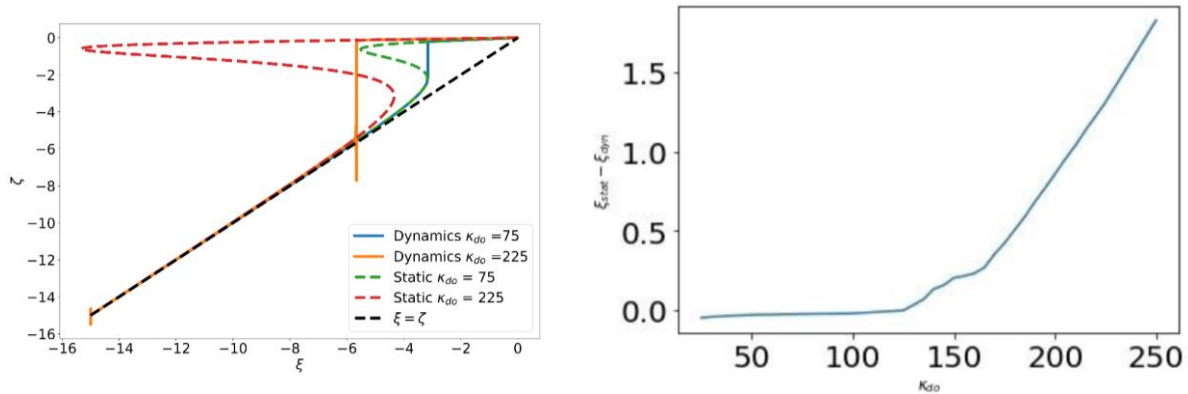 0
−2
−4
−6
−8
−10
−12
−14
−16
ζ
−16 −14 −12 −10 −8 −6 −4 −2 0
ξ
Dynamics κ_do =75
Dynamics κ_do =225
Static κ_do = 75
Static κ_do = 225
ξ = ζ
1.5
1.0
0.5
0.0
ξ_stat − ξ_dyn
50 100 150 200 250
κ_do